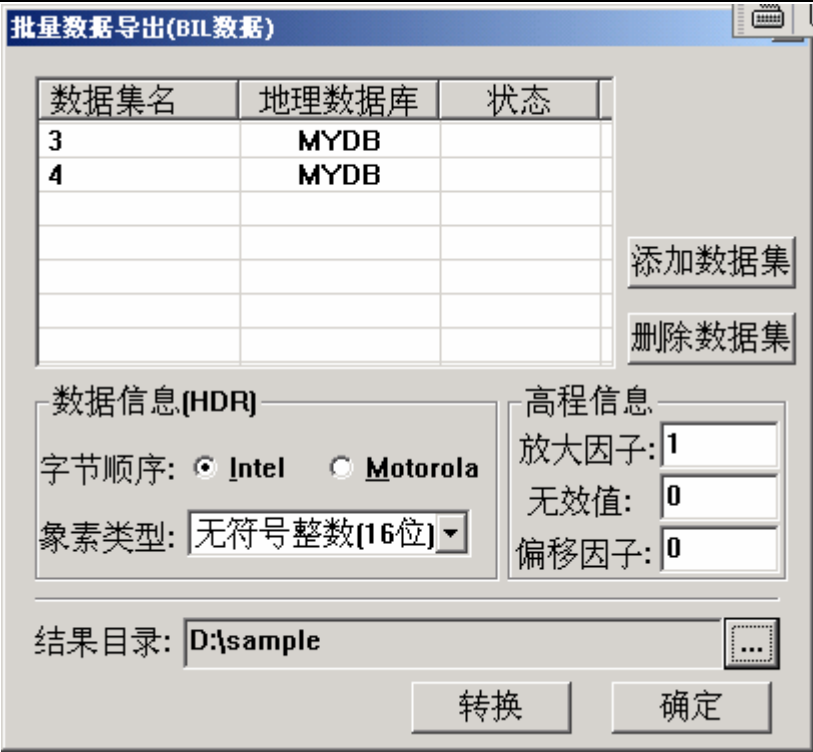 批量数据导出(BIL数据)
数据集名 地理数据库 状态
3 MYDB
4 MYDB
添加数据集
删除数据集
数据信息(HDR)
字节顺序: Intel Motorola
象素类型: 无符号整数(16位)
高程信息
放大因子: 1
无效值: 0
偏移因子: 0
结果目录: D:\sample ...
转换 确定